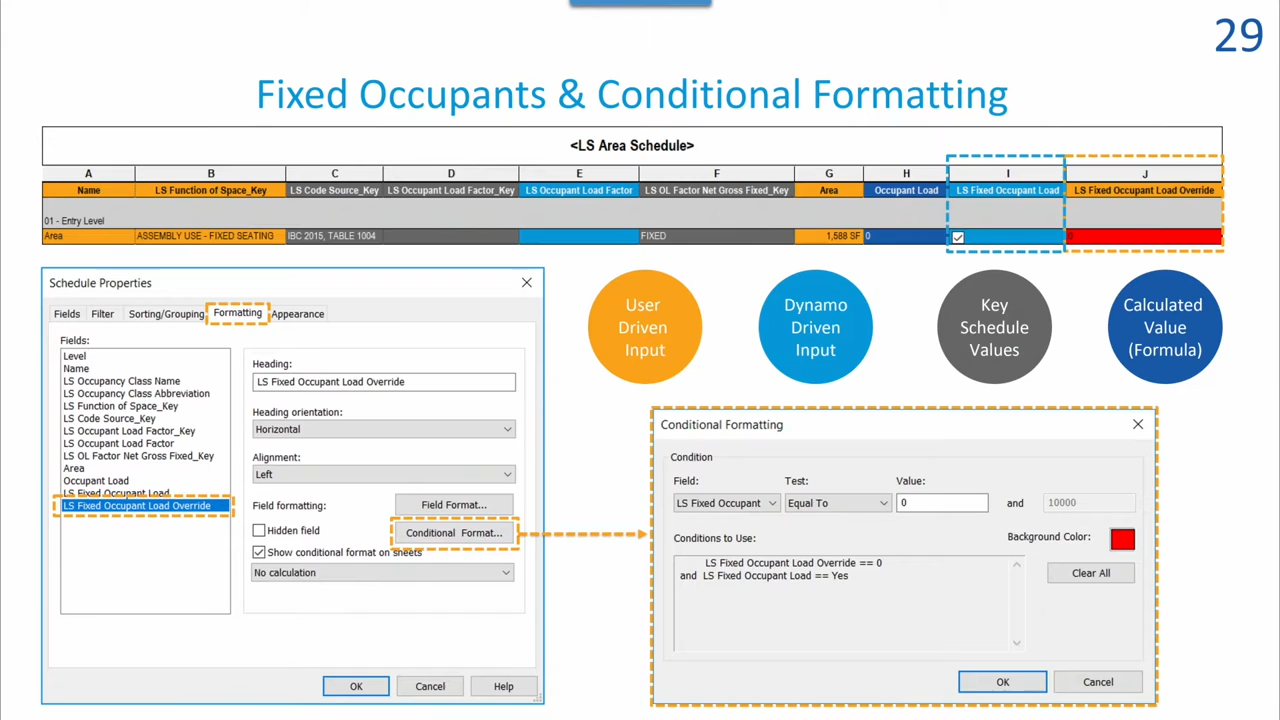 29
Fixed Occupants & Conditional Formatting
<LS Area Schedule>
A B C D E F G H I J
Name LS Function of Space_Key LS Code Source_Key LS Occupant Load Factor_Key LS Occupant Load Factor LS OL Factor Net Gross Fixed_Key Area Occupant Load LS Fixed Occupant Load LS Fixed Occupant Load Override
01 - Entry Level
Area ASSEMBLY USE - FIXED SEATING IBC 2015, TABLE 1004 FIXED 1,588 SF 0 0
Schedule Properties
Fields Filter Sorting/Grouping Formatting Appearance
Fields:
Level
Name
LS Occupancy Class Name
LS Occupancy Class Abbreviation
LS Function of Space_Key
LS Code Source_Key
LS Occupant Load Factor_Key
LS Occupant Load Factor
LS OL Factor Net Gross Fixed_Key
Area
Occupant Load
LS Fixed Occupant Load
LS Fixed Occupant Load Override
Heading:
LS Fixed Occupant Load Override
Heading orientation:
Horizontal
Alignment:
Left
Field formatting:
Field Format...
Hidden field
Conditional Format...
Show conditional format on sheets
No calculation
OK Cancel Help
User
Driven
Input
Dynamo
Driven
Input
Key
Schedule
Values
Calculated
Value
(Formula)
Conditional Formatting
Condition
Field: Test: Value:
LS Fixed Occupant Equal To 0 and 10000
Conditions to Use:
Background Color:
LS Fixed Occupant Load Override == 0
and LS Fixed Occupant Load == Yes
Clear All
OK Cancel